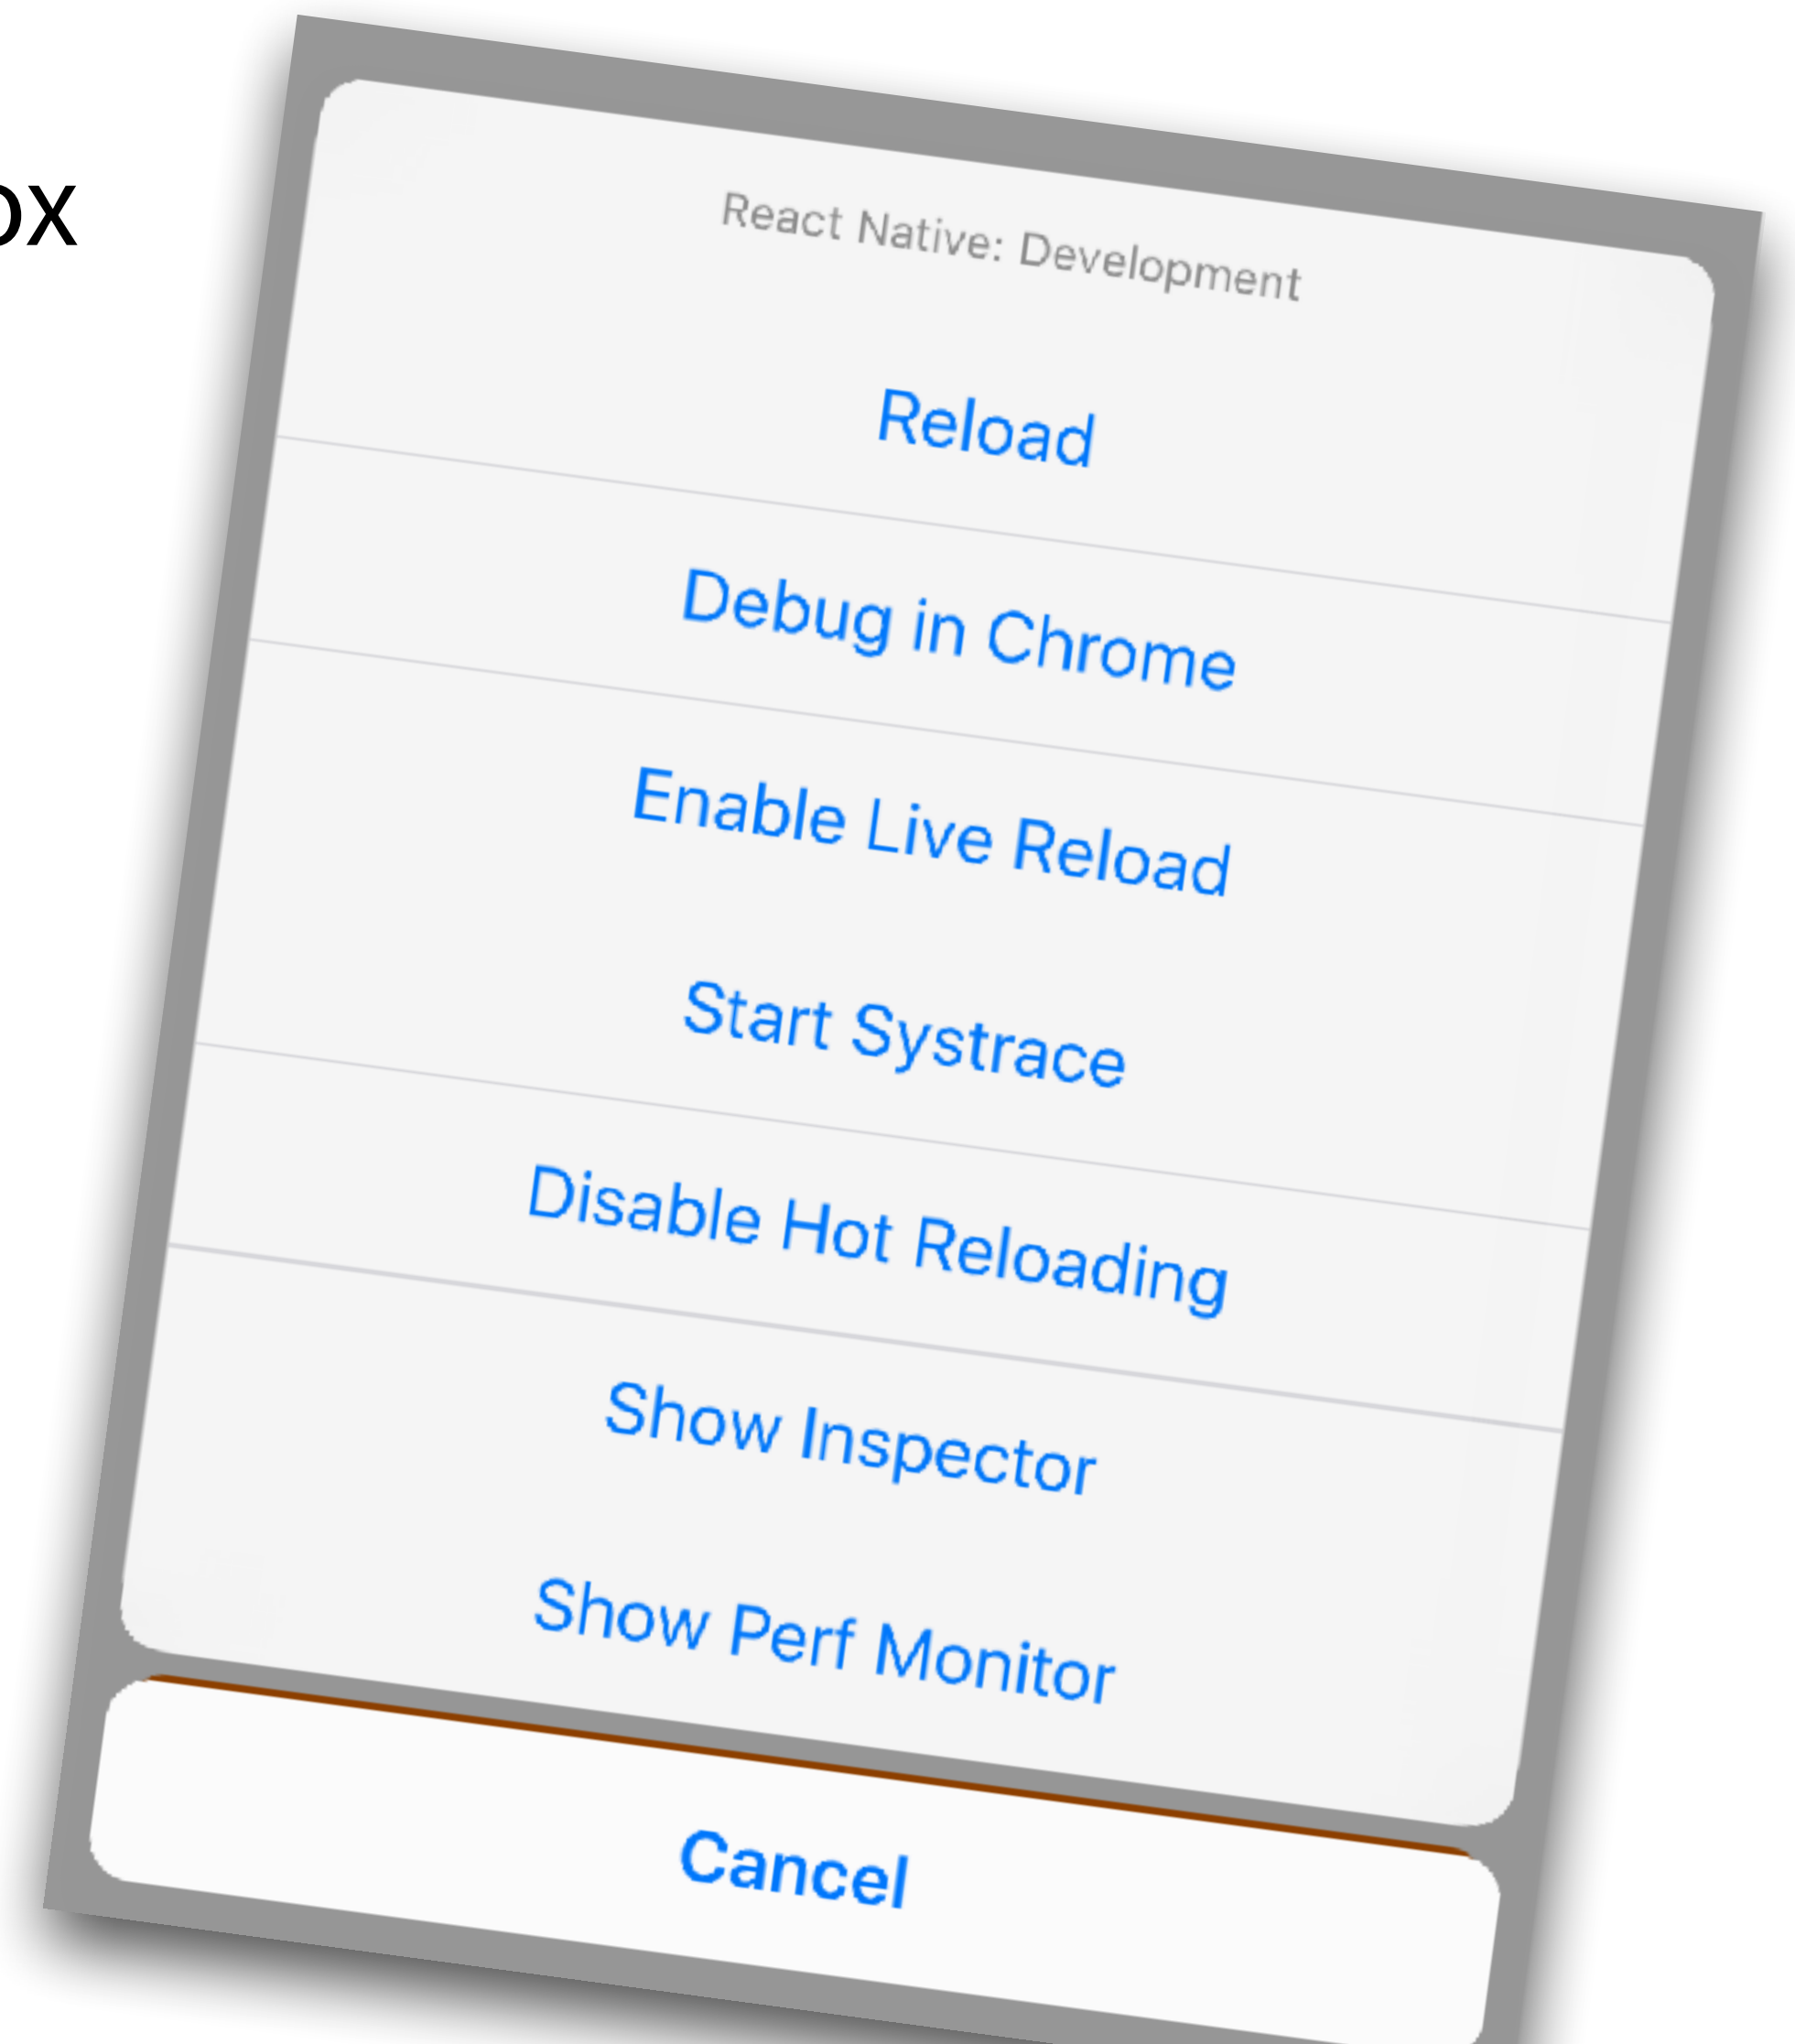 ox
React Native: Development
Reload
Debug in Chrome
Enable Live Reload
Start Systrace
Disable Hot Reloading
Show Inspector
Show Perf Monitor
Cancel